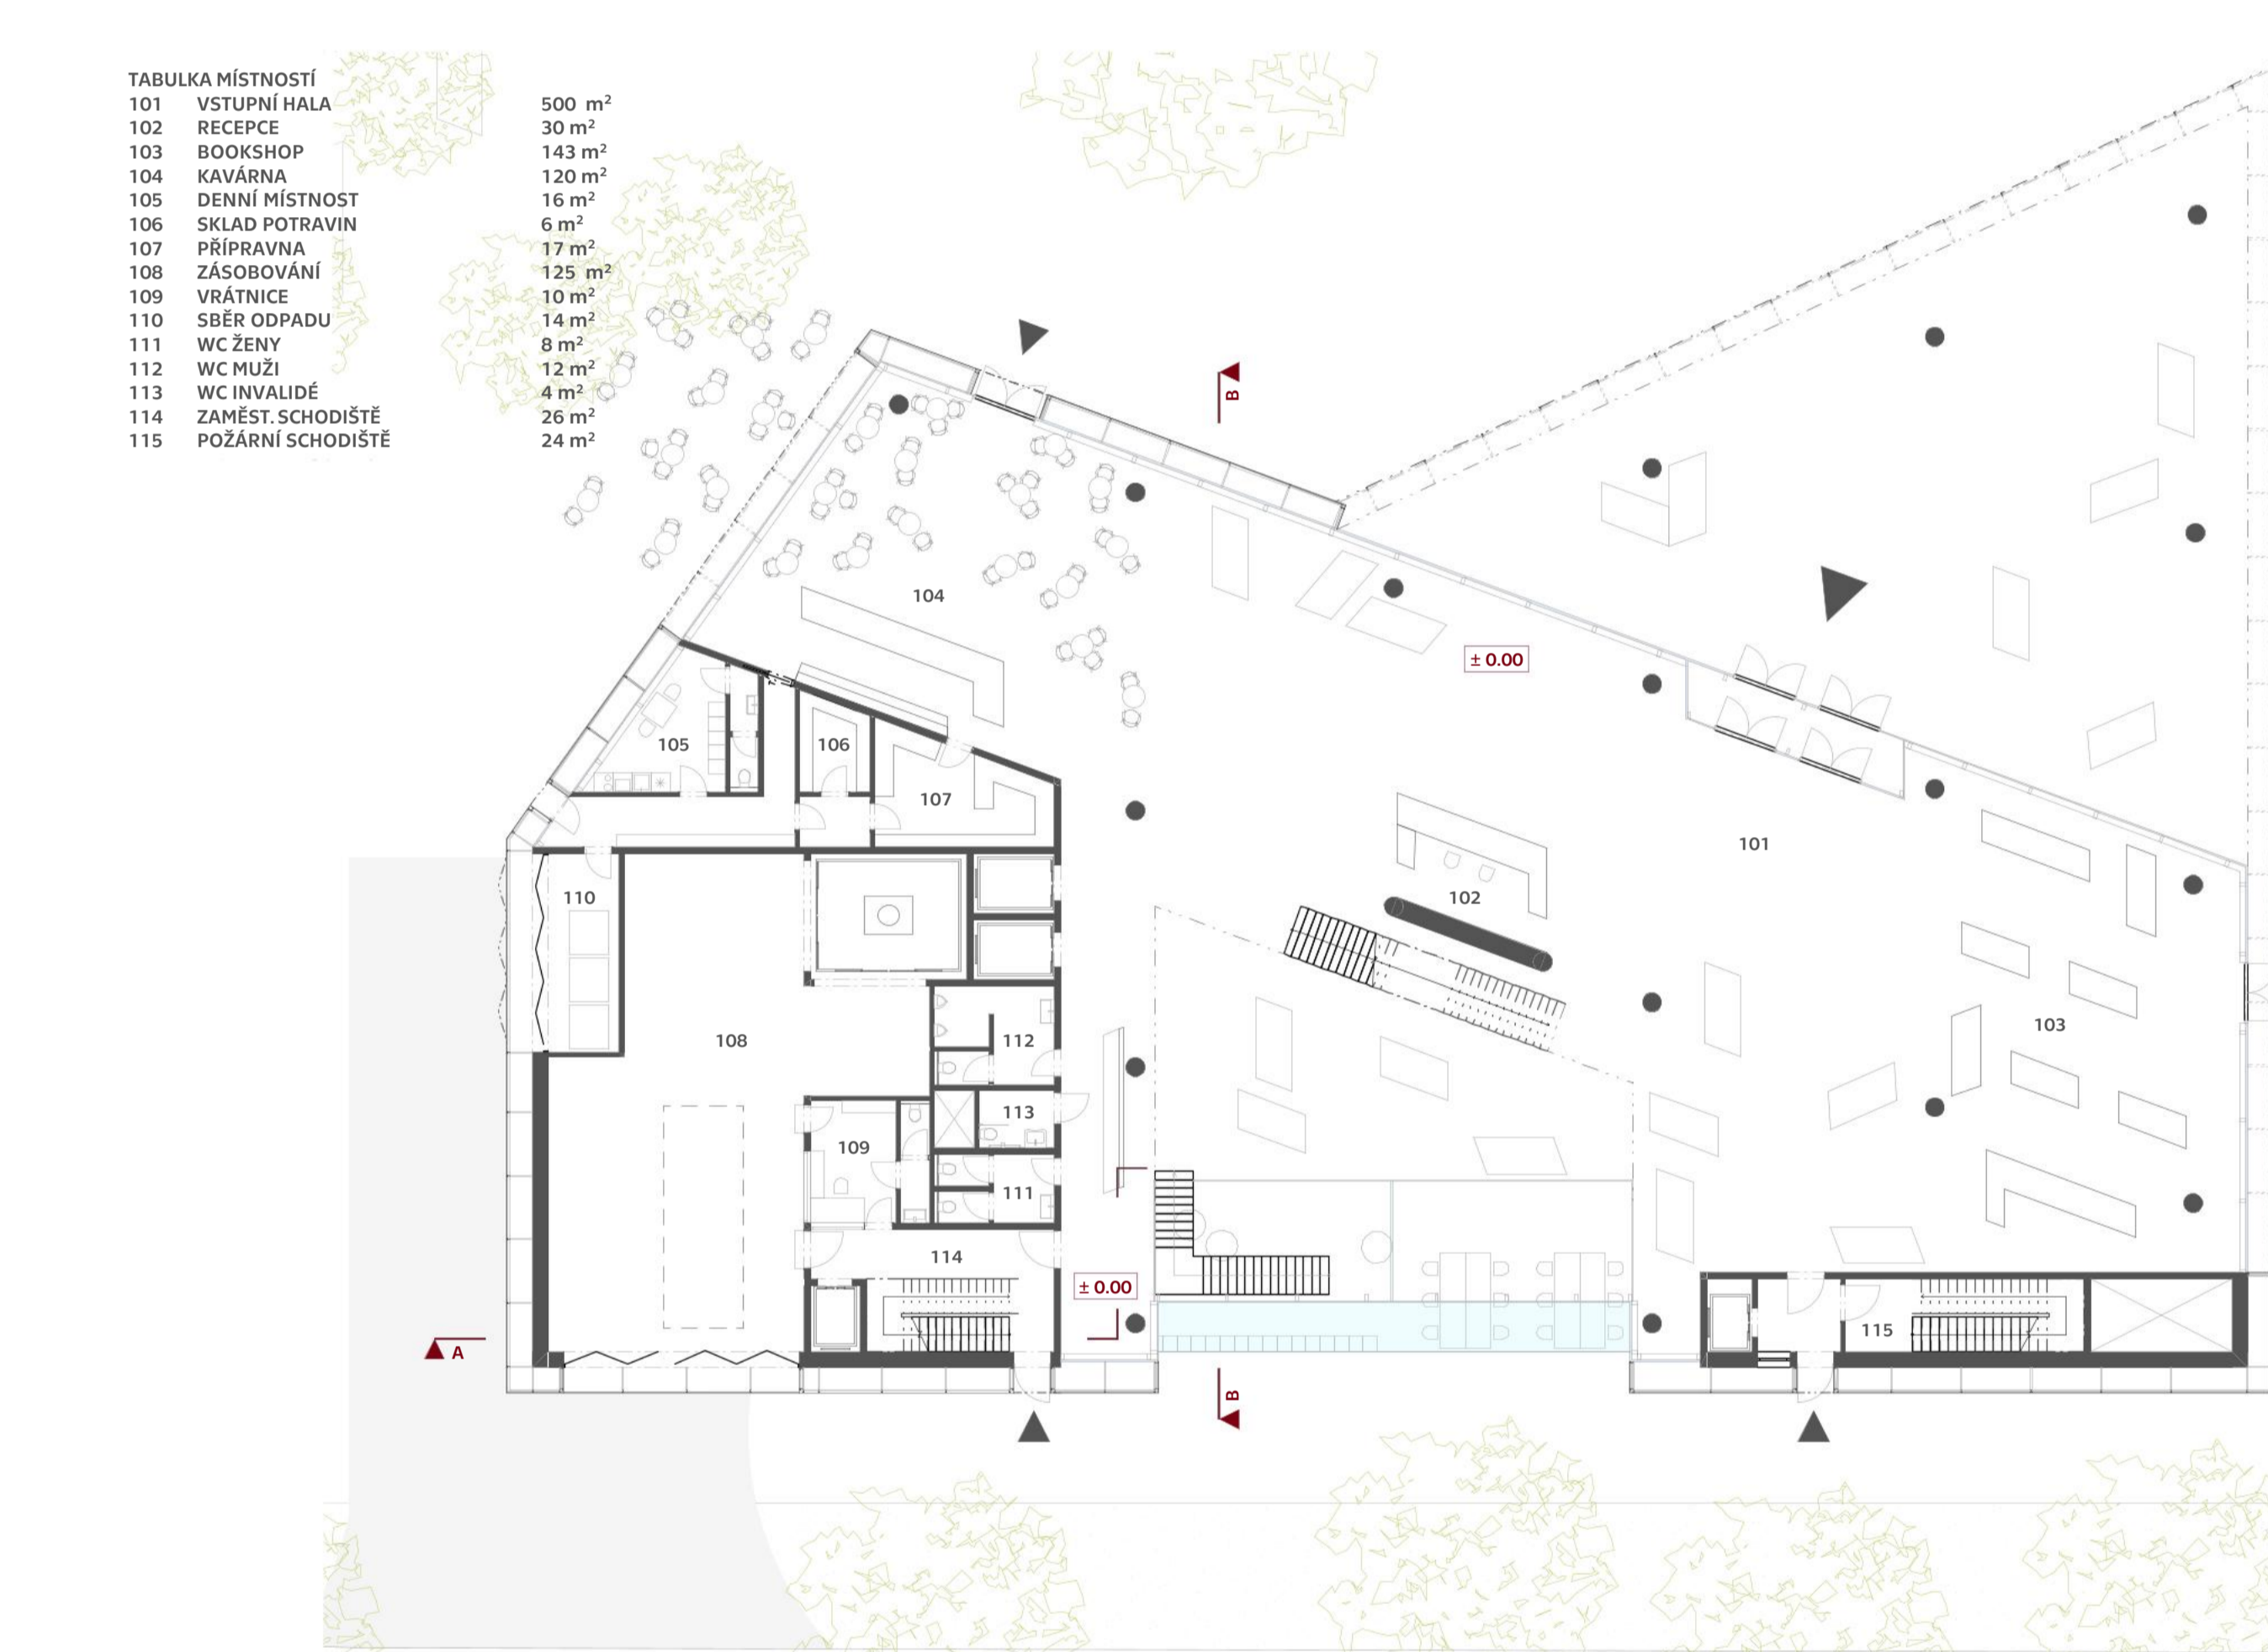 TABULKA MÍSTNOSTÍ
101 VSTUPNÍ HALA 500 m²
102 RECEPCE 30 m²
103 BOOKSHOP 143 m²
104 KAVÁRNA 120 m²
105 DENNÍ MÍSTNOST 16 m²
106 SKLAD POTRAVIN 6 m²
107 PŘÍPRAVNA 17 m²
108 ZÁSOBOVÁNÍ 125 m²
109 VRÁTNICE 10 m²
110 SBĚR ODPADU 14 m²
111 WC ŽENY 8 m²
112 WC MUŽI 12 m²
113 WC INVALIDÉ 4 m²
114 ZAMĚST. SCHODIŠTĚ 26 m²
115 POŽÁRNÍ SCHODIŠTĚ 24 m²
B
104
± 0.00
105
106
107
101
110
102
103
108
112
113
109
111
114
± 0.00
115
A
B